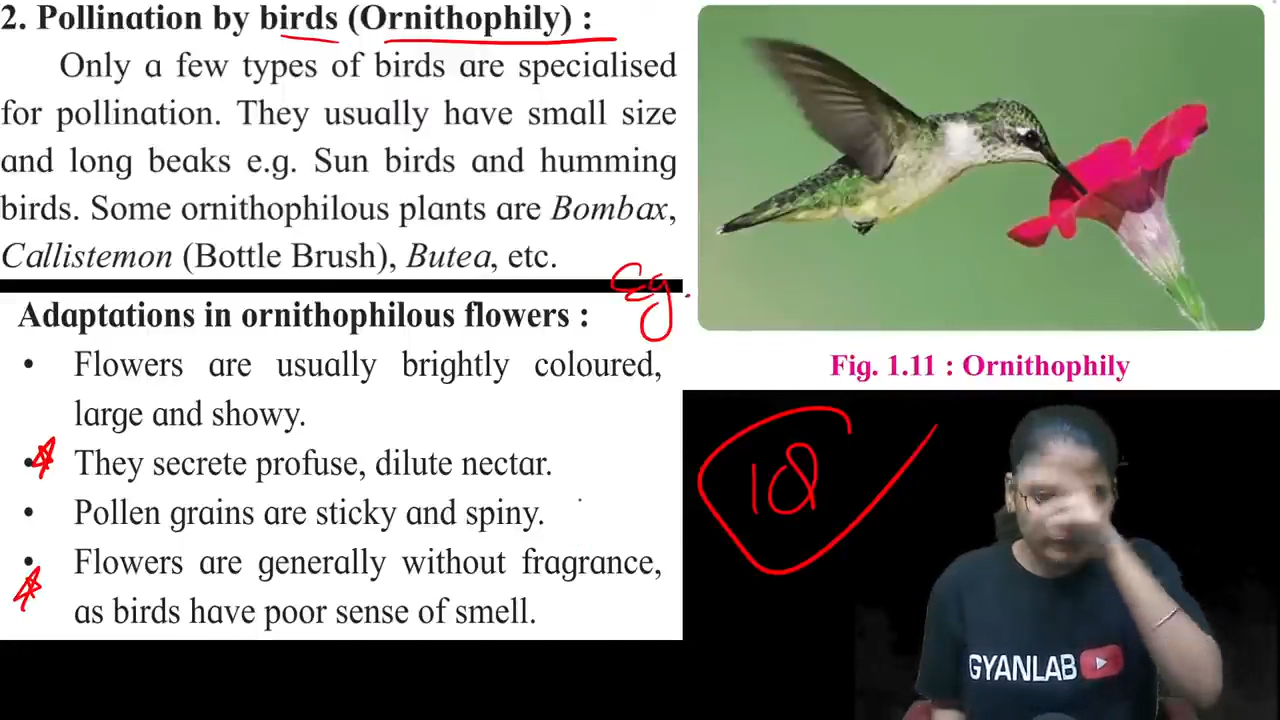 2. Pollination by birds (Ornithophily) :
Only a few types of birds are specialised
for pollination. They usually have small size
and long beaks e.g. Sun birds and humming
birds. Some ornithophilous plants are Bombax,
Callistemon (Bottle Brush), Butea, etc.
Eg.
Adaptations in ornithophilous flowers :
• Flowers are usually brightly coloured,
large and showy.
• They secrete profuse, dilute nectar.
• Pollen grains are sticky and spiny.
• Flowers are generally without fragrance,
as birds have poor sense of smell.
Fig. 1.11 : Ornithophily
GYANLAB